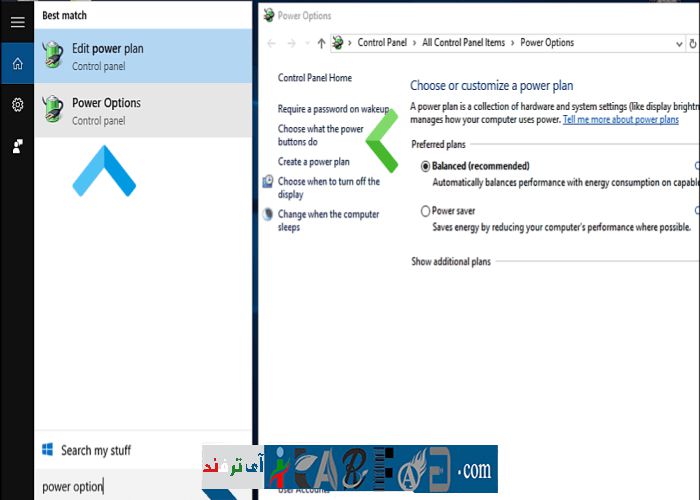 Best match
Edit power plan
Control panel
Power Options
Control panel
Search my stuff
power option
Power Options
Control Panel > All Control Panel Items > Power Options
Control Panel Home
Require a password on wakeup
Choose what the power
buttons do
Create a power plan
Choose when to turn off the
display
Change when the computer
sleeps
Choose or customize a power plan
A power plan is a collection of hardware and system settings (like display brightn
manages how your computer uses power. Tell me more about power plans
Preferred plans
Balanced (recommended)
Automatically balances performance with energy consumption on capable
Power saver
Saves energy by reducing your computer's performance where possible.
Show additional plans
آی ترفند
.com
User Accounts